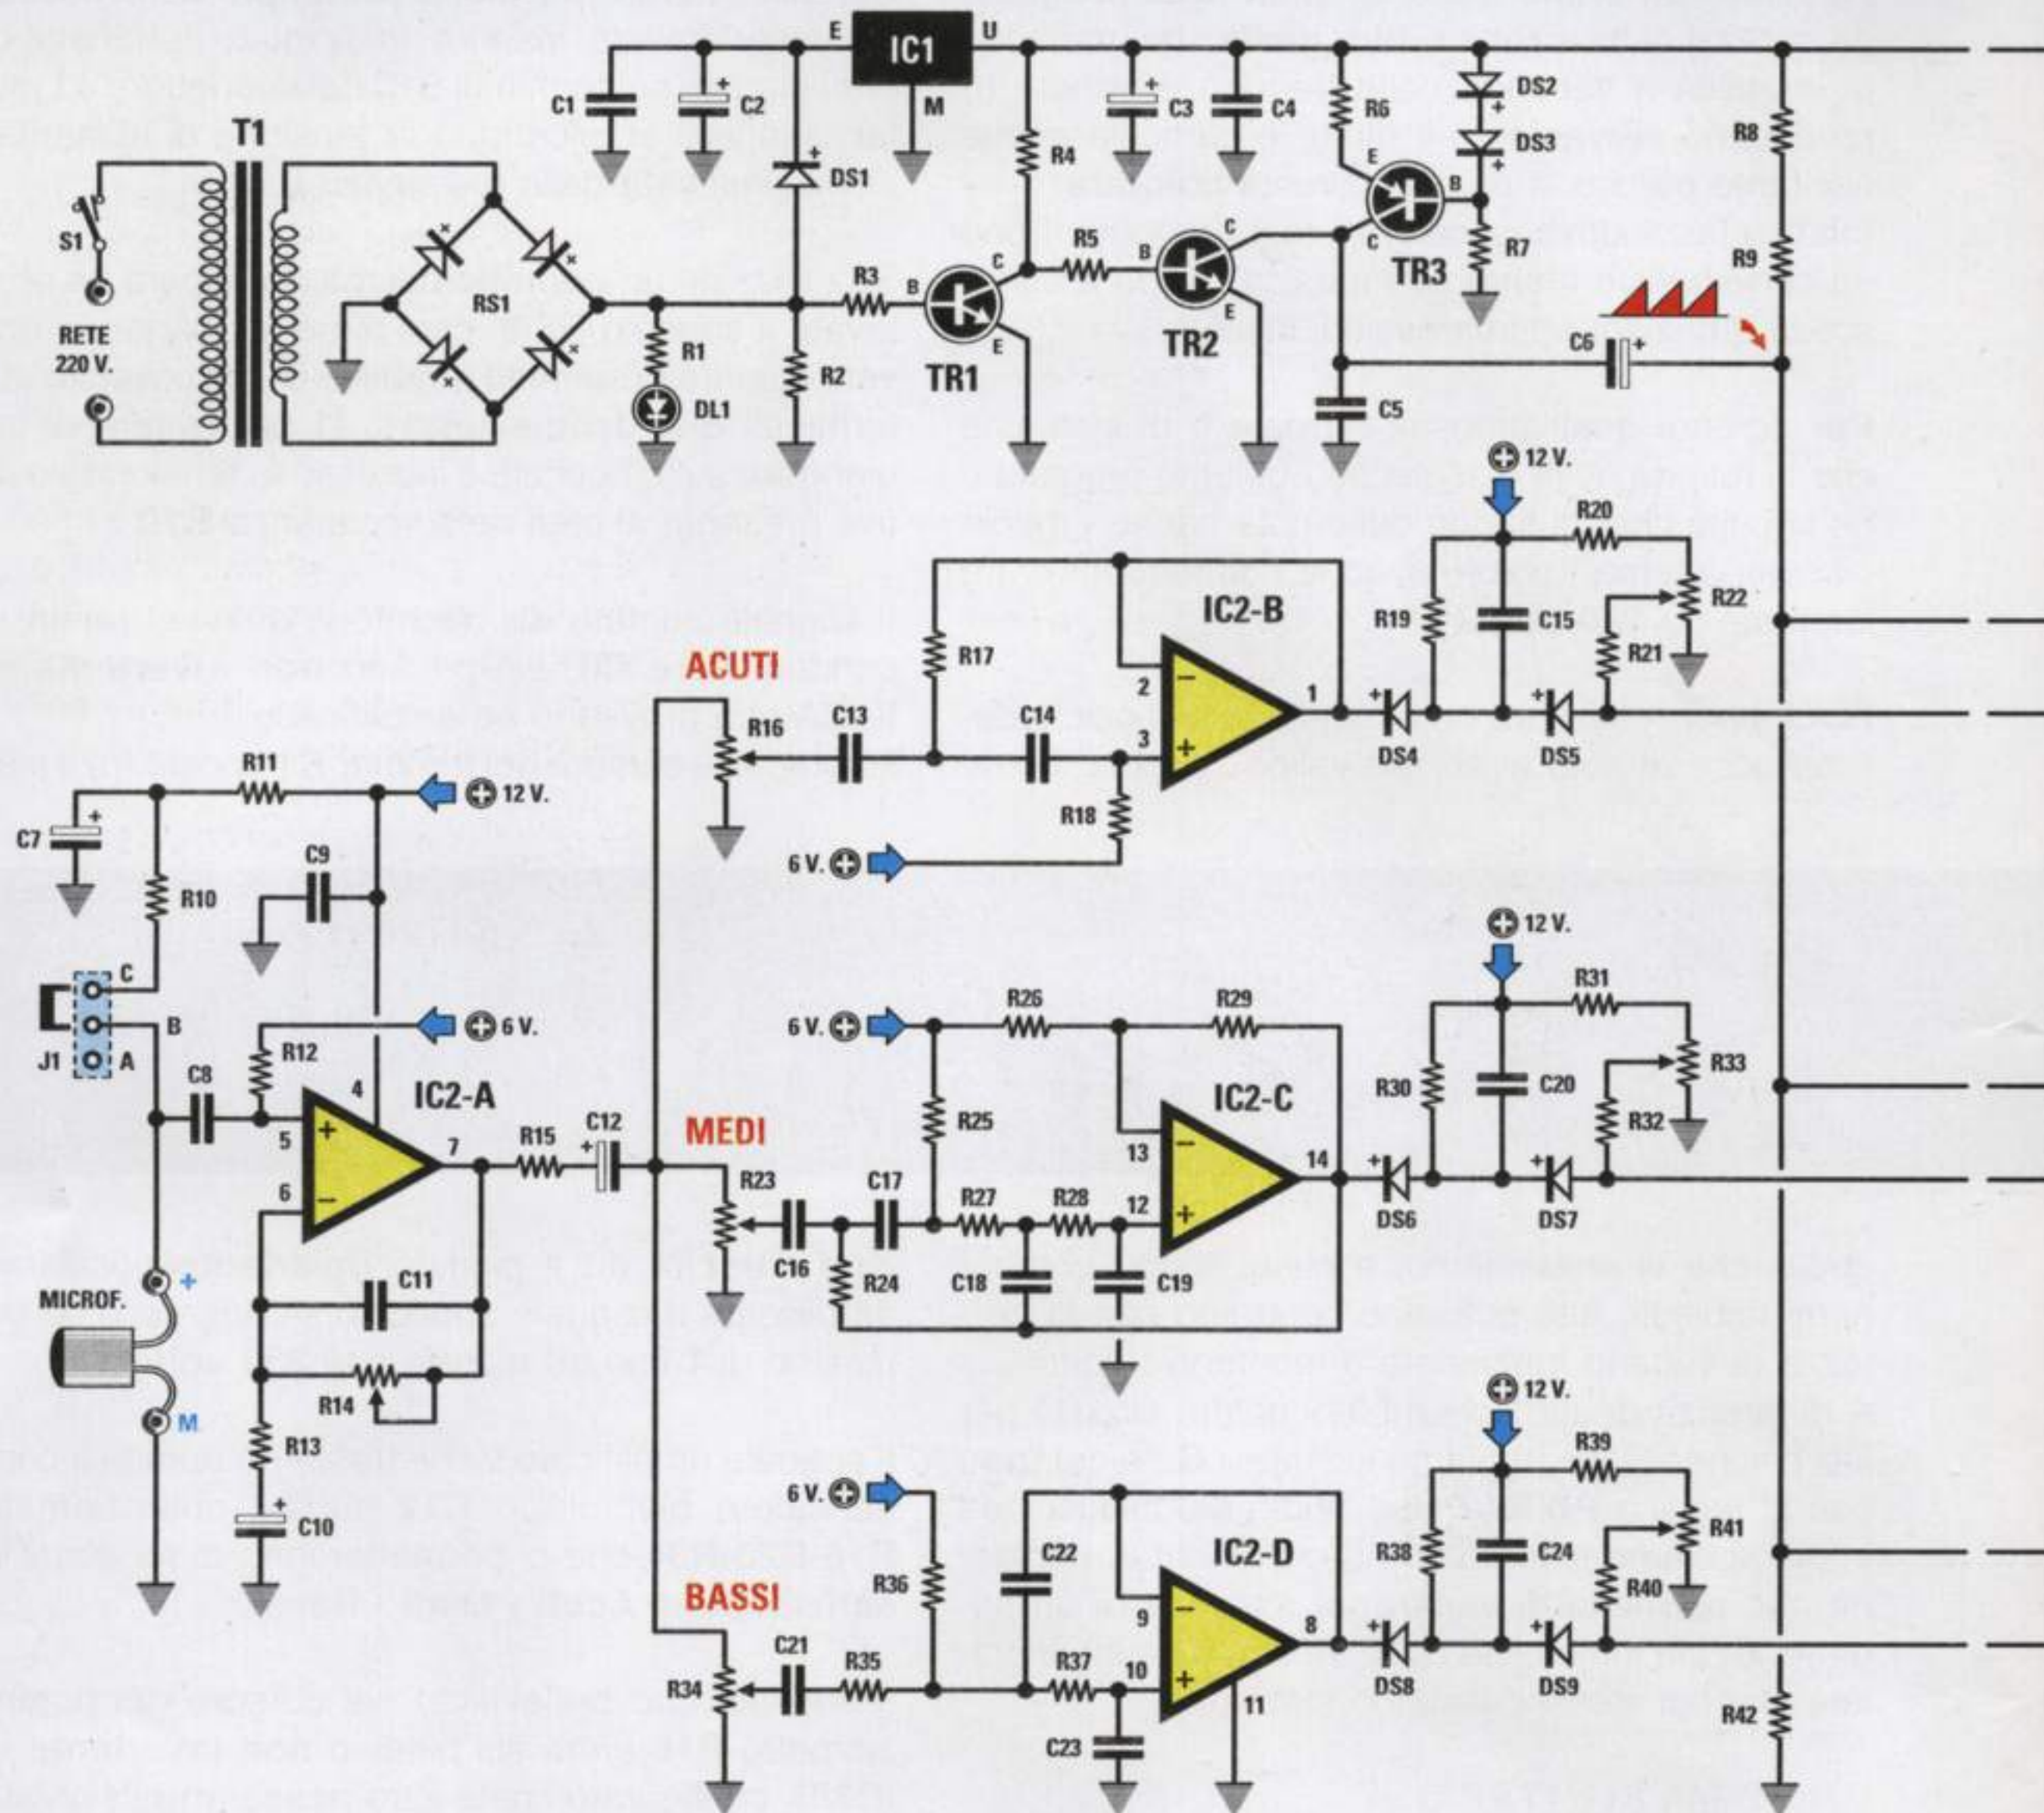 E
IC1
U
M
C1
C2
+
DS1
+
R4
C3
+
C4
R6
DS2
+
DS3
+
R8
T1
S1
RETE
220 V.
RS1
R1
DL1
R2
R3
B
C
E
TR1
R5
B
C
E
TR2
E
B
C
TR3
R7
R9
C6
+
C5
12 V.
R20
R22
R19
C15
R21
ACUTI
R16
C13
R17
C14
IC2-B
2
−
3
+
1
+
DS4
+
DS5
R18
6 V.
R11
12 V.
C7
+
R10
C9
C
B
A
J1
R12
6 V.
C8
IC2-A
4
5
+
6
−
7
R15
C12
+
MICROF.
+
M
C11
R14
R13
C10
+
MEDI
R23
C16
C17
R24
6 V.
R26
R29
R25
R27
R28
C18
C19
IC2-C
13
−
12
+
14
+
DS6
+
DS7
12 V.
R31
R30
C20
R33
R32
BASSI
R34
C21
R35
6 V.
R36
C22
R37
C23
IC2-D
9
−
10
+
8
11
+
DS8
+
DS9
12 V.
R39
R38
C24
R41
R40
R42